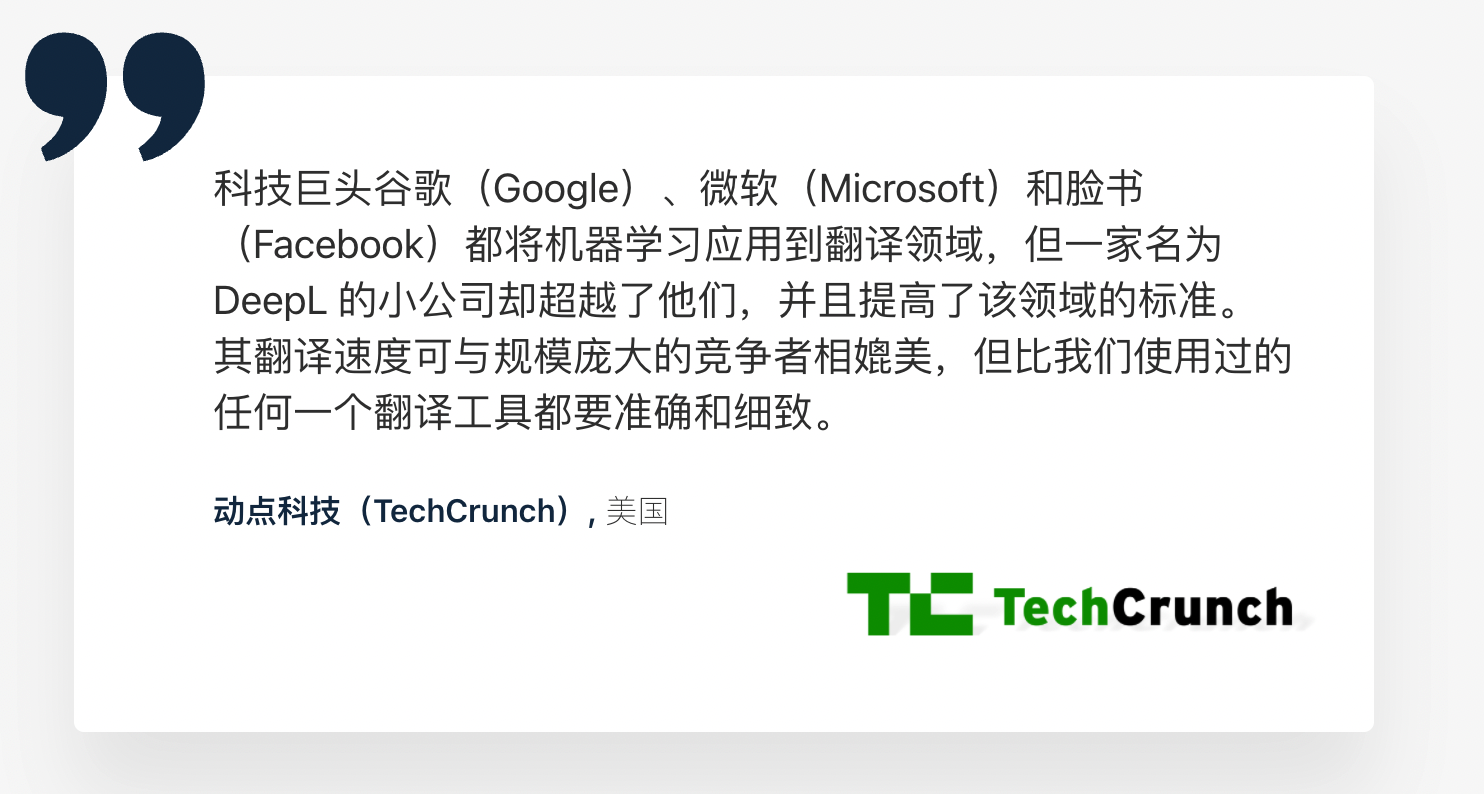 ”
科技巨头谷歌（Google）、微软（Microsoft）和脸书
（Facebook）都将机器学习应用到翻译领域，但一家名为
DeepL 的小公司却超越了他们，并且提高了该领域的标准。
其翻译速度可与规模庞大的竞争者相媲美，但比我们使用过的
任何一个翻译工具都要准确和细致。
动点科技（TechCrunch）, 美国
TC TechCrunch